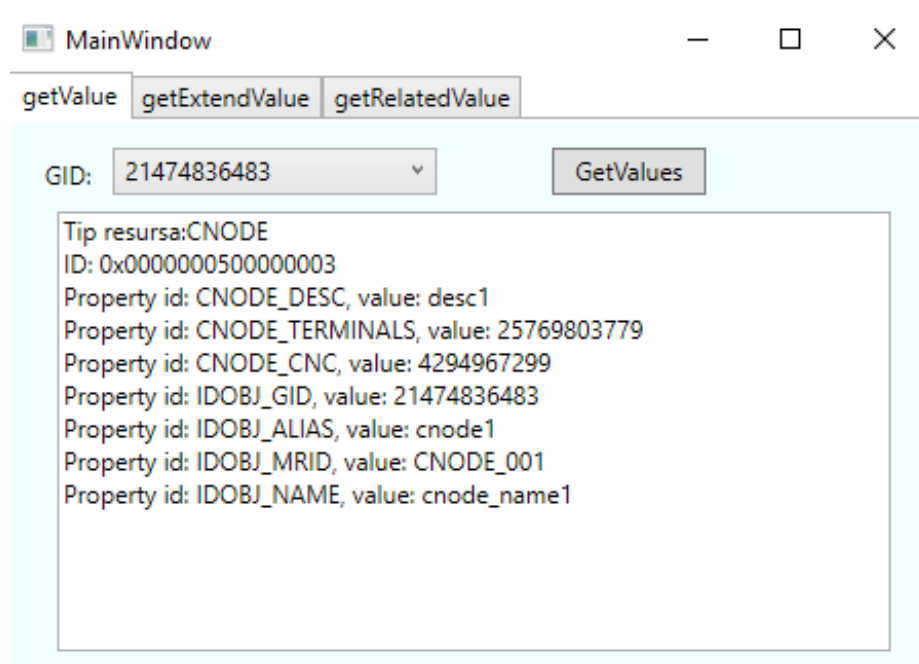 MainWindow
getValue getExtendValue getRelatedValue
GID: 21474836483 GetValues
Tip resursa:CNODE
ID: 0x0000000500000003
Property id: CNODE_DESC, value: desc1
Property id: CNODE_TERMINALS, value: 25769803779
Property id: CNODE_CNC, value: 4294967299
Property id: IDOBJ_GID, value: 21474836483
Property id: IDOBJ_ALIAS, value: cnode1
Property id: IDOBJ_MRID, value: CNODE_001
Property id: IDOBJ_NAME, value: cnode_name1